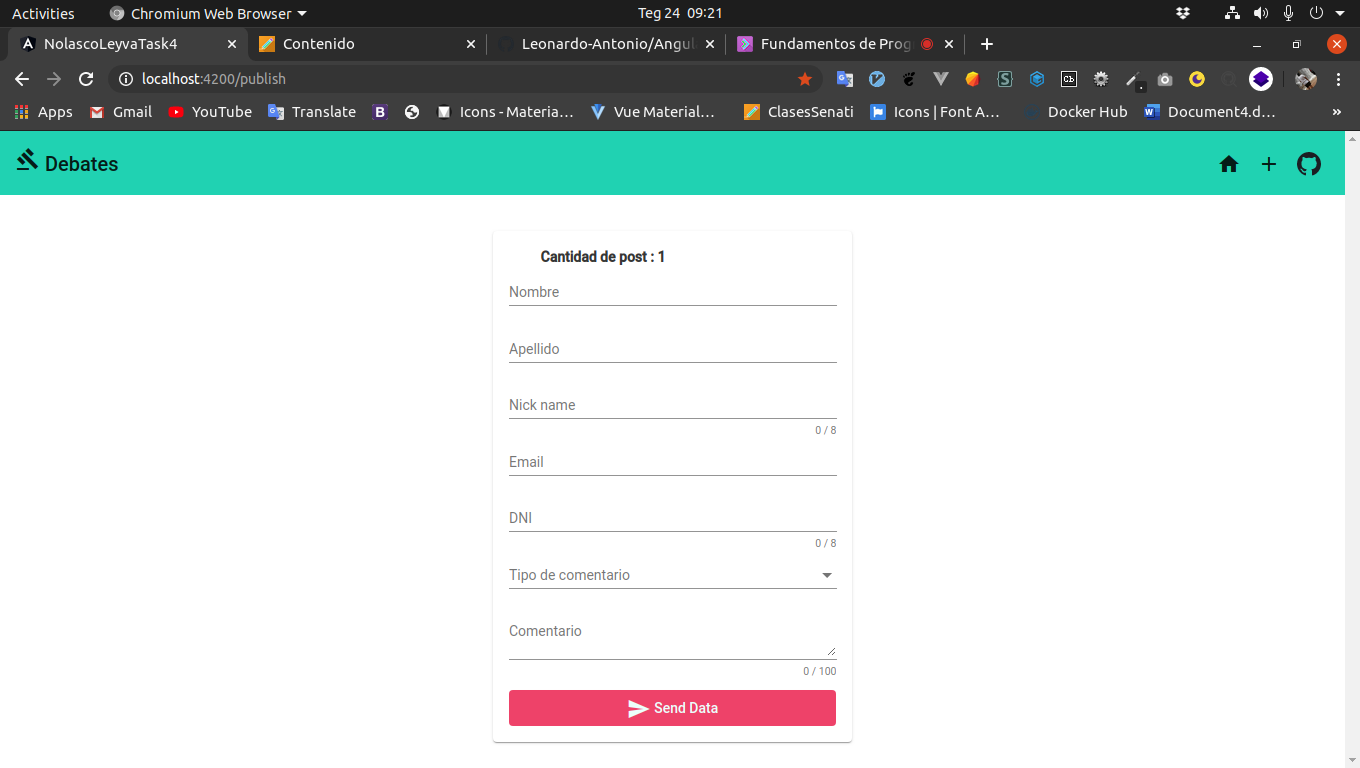 Activities Chromium Web Browser Teg 24 09:21
NolascoLeyvaTask4 Contenido Leonardo-Antonio/Angul Fundamentos de Prog
localhost:4200/publish
Apps Gmail YouTube Translate Icons - Materia… Vue Material… ClasesSenati Icons | Font A… Docker Hub Document4.d… »
Debates
Cantidad de post : 1
Nombre
Apellido
Nick name
0 / 8
Email
DNI
0 / 8
Tipo de comentario
Comentario
0 / 100
Send Data